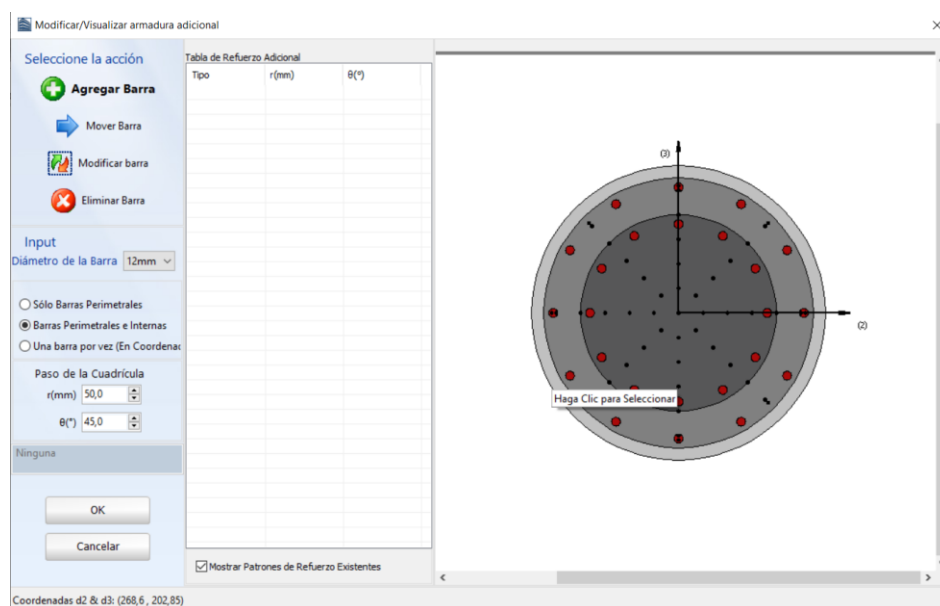 Modificar/Visualizar armadura adicional
Seleccione la acción
Agregar Barra
Mover Barra
Modificar barra
Eliminar Barra
Input
Diámetro de la Barra 12mm
Sólo Barras Perimetrales
Barras Perimetrales e Internas
Una barra por vez (En Coordenac
Paso de la Cuadrícula
r(mm) 50,0
θ(°) 45,0
Ninguna
OK
Cancelar
Tabla de Refuerzo Adicional
Tipo r(mm) θ(°)
Mostrar Patrones de Refuerzo Existentes
(3)
(2)
Haga Clic para Seleccionar
Coordenadas d2 & d3: (268,6 , 202,85)